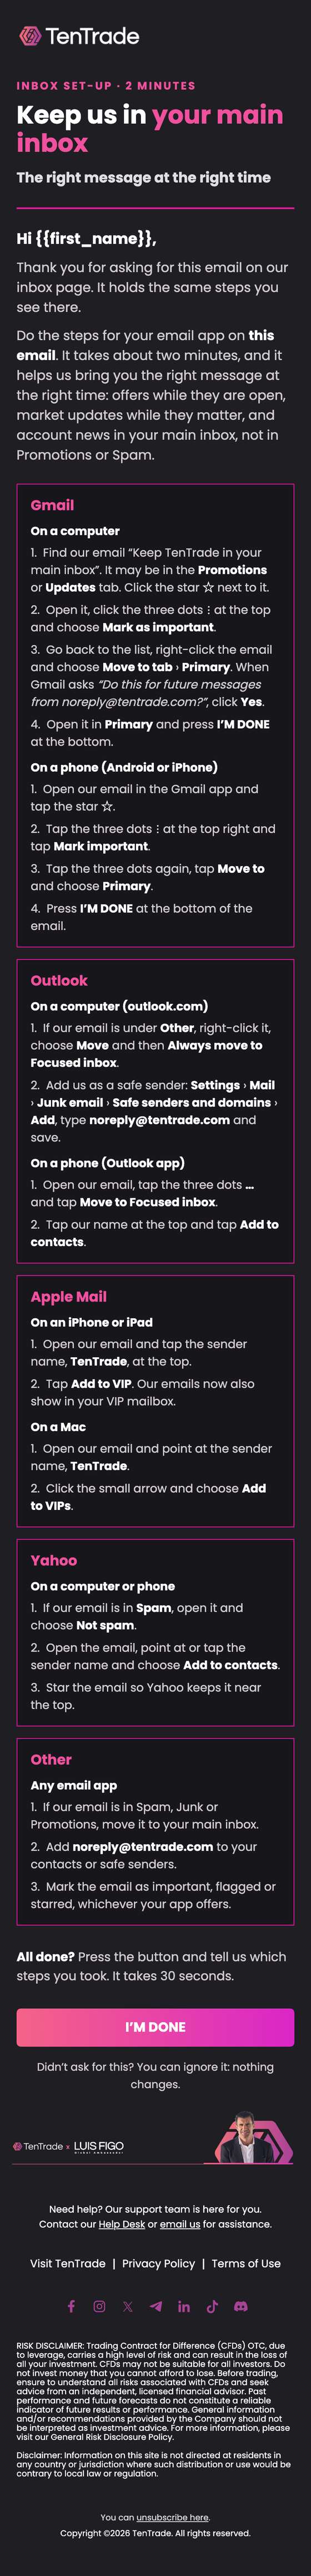 TenTrade
INBOX SET-UP · 2 MINUTES
Keep us in your main
inbox
The right message at the right time
Hi {{first_name}},
Thank you for asking for this email on our
inbox page. It holds the same steps you
see there.
Do the steps for your email app on this
email. It takes about two minutes, and it
helps us bring you the right message at
the right time: offers while they are open,
market updates while they matter, and
account news in your main inbox, not in
Promotions or Spam.
Gmail
On a computer
1. Find our email “Keep TenTrade in your
main inbox”. It may be in the Promotions
or Updates tab. Click the star ☆ next to it.
2. Open it, click the three dots ⋮ at the top
and choose Mark as important.
3. Go back to the list, right-click the email
and choose Move to tab › Primary. When
Gmail asks “Do this for future messages
from noreply@tentrade.com?”, click Yes.
4. Open it in Primary and press I’M DONE
at the bottom.
On a phone (Android or iPhone)
1. Open our email in the Gmail app and
tap the star ☆.
2. Tap the three dots ⋮ at the top right and
tap Mark important.
3. Tap the three dots again, tap Move to
and choose Primary.
4. Press I’M DONE at the bottom of the
email.
Outlook
On a computer (outlook.com)
1. If our email is under Other, right-click it,
choose Move and then Always move to
Focused inbox.
2. Add us as a safe sender: Settings › Mail
› Junk email › Safe senders and domains ›
Add, type noreply@tentrade.com and
save.
On a phone (Outlook app)
1. Open our email, tap the three dots …
and tap Move to Focused inbox.
2. Tap our name at the top and tap Add to
contacts.
Apple Mail
On an iPhone or iPad
1. Open our email and tap the sender
name, TenTrade, at the top.
2. Tap Add to VIP. Our emails now also
show in your VIP mailbox.
On a Mac
1. Open our email and point at the sender
name, TenTrade.
2. Click the small arrow and choose Add
to VIPs.
Yahoo
On a computer or phone
1. If our email is in Spam, open it and
choose Not spam.
2. Open the email, point at or tap the
sender name and choose Add to contacts.
3. Star the email so Yahoo keeps it near
the top.
Other
Any email app
1. If our email is in Spam, Junk or
Promotions, move it to your main inbox.
2. Add noreply@tentrade.com to your
contacts or safe senders.
3. Mark the email as important, flagged or
starred, whichever your app offers.
All done? Press the button and tell us which
steps you took. It takes 30 seconds.
I’M DONE
Didn’t ask for this? You can ignore it: nothing
changes.
TenTrade × LUIS FIGO
Need help? Our support team is here for you.
Contact our Help Desk or email us for assistance.
Visit TenTrade | Privacy Policy | Terms of Use
RISK DISCLAIMER: Trading Contract for Difference (CFDs) OTC, due
to leverage, carries a high level of risk and can result in the loss of
all your investment. CFDs may not be suitable for all investors. Do
not invest money that you cannot afford to lose. Before trading,
ensure to understand all risks associated with CFDs and seek
advice from an independent, licensed financial advisor. Past
performance and future forecasts do not constitute a reliable
indicator of future results or performance. General information
and/or recommendations provided by the Company should not
be interpreted as investment advice. For more information, please
visit our General Risk Disclosure Policy.
Disclaimer: Information on this site is not directed at residents in
any country or jurisdiction where such distribution or use would be
contrary to local law or regulation.
You can unsubscribe here.
Copyright ©2026 TenTrade. All rights reserved.